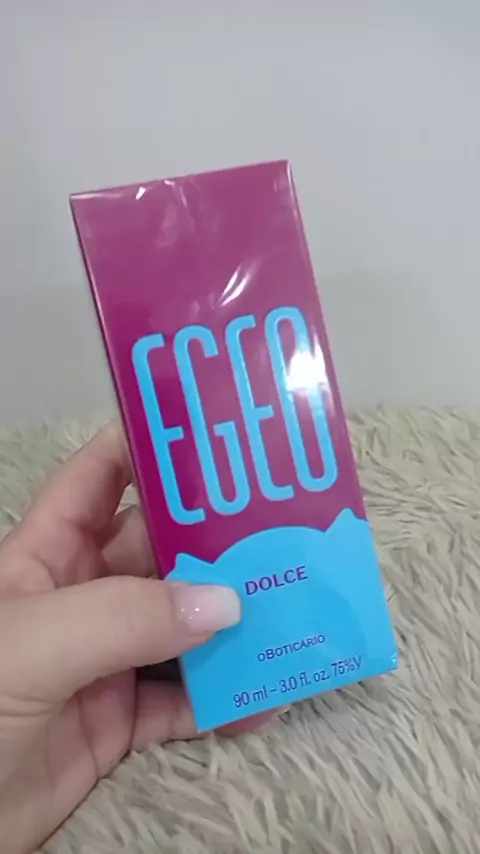 EGEO
DOLCE
oBOTICÁRIO
90 ml – 3.0 fl. oz. 75%V